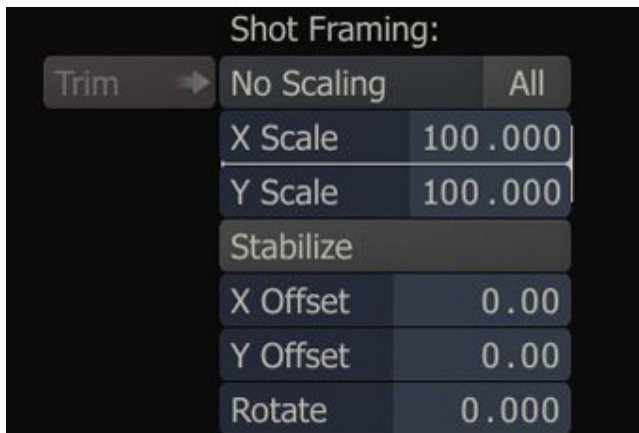 Shot Framing:
Trim No Scaling All
X Scale 100.000
Y Scale 100.000
Stabilize
X Offset 0.00
Y Offset 0.00
Rotate 0.000